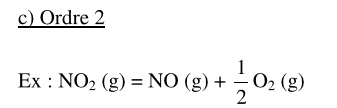 c) Ordre 2
Ex : NO₂ (g) = NO (g) + 1/2 O₂ (g)